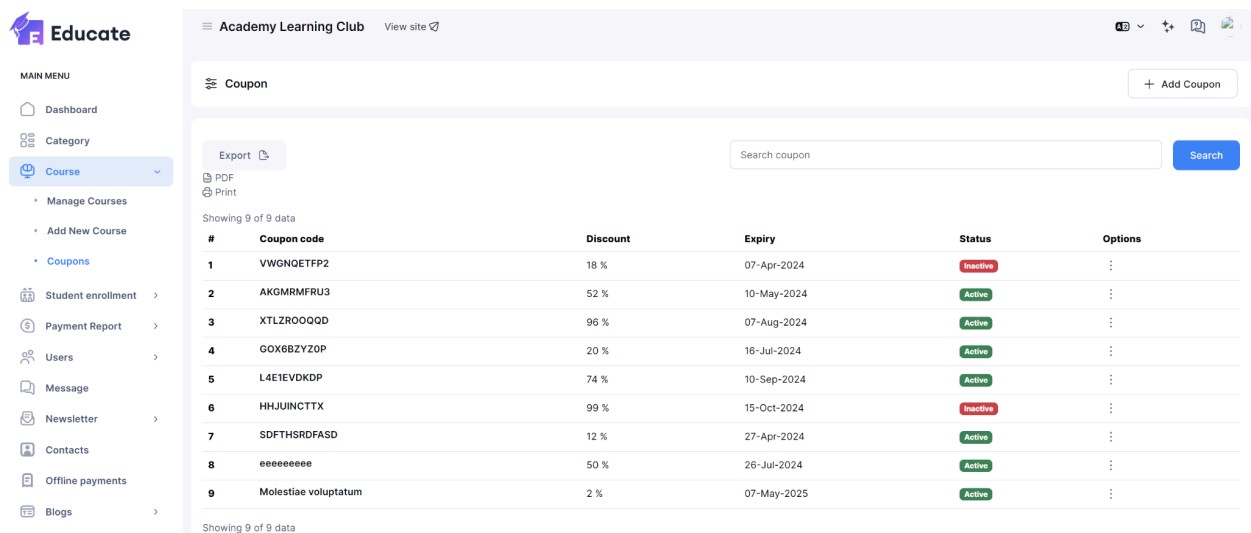 Educate
Academy Learning Club View site
MAIN MENU
Dashboard
Category
Course
Manage Courses
Add New Course
Coupons
Student enrollment
Payment Report
Users
Message
Newsletter
Contacts
Offline payments
Blogs
Coupon
+ Add Coupon
Export
PDF
Print
Search coupon
Search
Showing 9 of 9 data
# Coupon code Discount Expiry Status Options
1 VWGNQETFP2 18 % 07-Apr-2024 Inactive
2 AKGMRMFRU3 52 % 10-May-2024 Active
3 XTLZROOQQD 96 % 07-Aug-2024 Active
4 GOX6BZYZ0P 20 % 16-Jul-2024 Active
5 L4E1EVDKDP 74 % 10-Sep-2024 Active
6 HHJUINCTTX 99 % 15-Oct-2024 Inactive
7 SDFTHSRDFASD 12 % 27-Apr-2024 Active
8 eeeeeeeee 50 % 26-Jul-2024 Active
9 Molestiae voluptatum 2 % 07-May-2025 Active
Showing 9 of 9 data